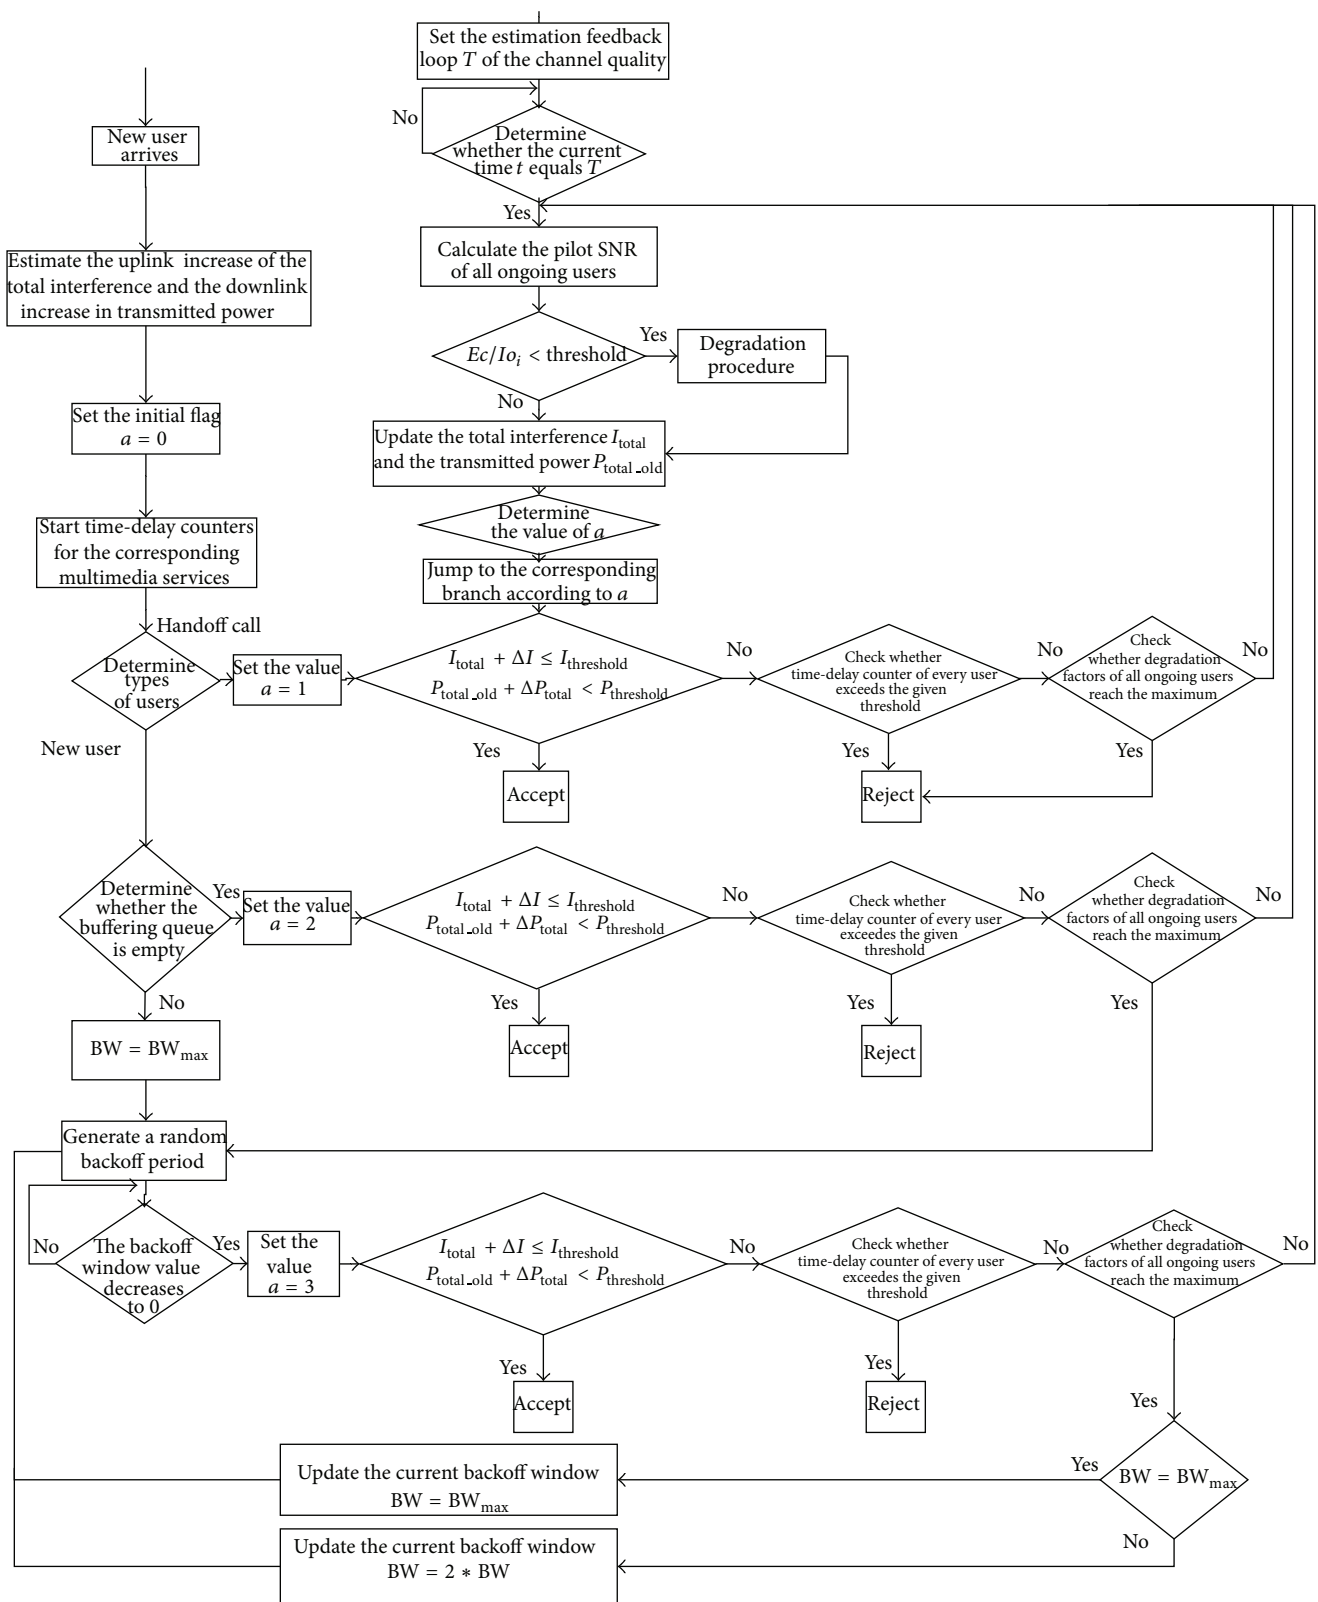 Set the estimation feedback
loop T of the channel quality
No
Determine
whether the current
time t equals T
Yes
New user
arrives
Calculate the pilot SNR
of all ongoing users
Estimate the uplink increase of the
total interference and the downlink
increase in transmitted power
Ec/Io_i < threshold
Yes
Degradation
procedure
No
Set the initial flag
a = 0
Update the total interference I_total
and the transmitted power P_total_old
Determine
the value of a
Start time-delay counters
for the corresponding
multimedia services
Jump to the corresponding
branch according to a
Handoff call
Determine
types
of users
Set the value
a = 1
I_total + ΔI ≤ I_threshold
P_total_old + ΔP_total < P_threshold
No
Check whether
time-delay counter of every user
exceeds the given
threshold
No
Check
whether degradation
factors of all ongoing users
reach the maximum
No
New user
Yes
Yes
Yes
Accept
Reject
Determine
whether the
buffering queue
is empty
Yes
Set the value
a = 2
I_total + ΔI ≤ I_threshold
P_total_old + ΔP_total < P_threshold
No
Check whether
time-delay counter of every user
exceedes the given
threshold
No
Check
whether degradation
factors of all ongoing users
reach the maximum
No
No
Yes
Yes
Yes
BW = BW_max
Accept
Reject
Generate a random
backoff period
No
The backoff
window value
decreases
to 0
Yes
Set the
value
a = 3
I_total + ΔI ≤ I_threshold
P_total_old + ΔP_total < P_threshold
No
Check whether
time-delay counter of every user
exceedes the given
threshold
No
Check
whether degradation
factors of all ongoing users
reach the maximum
No
Yes
Yes
Yes
Accept
Reject
Update the current backoff window
BW = BW_max
Yes
BW = BW_max
No
Update the current backoff window
BW = 2 * BW